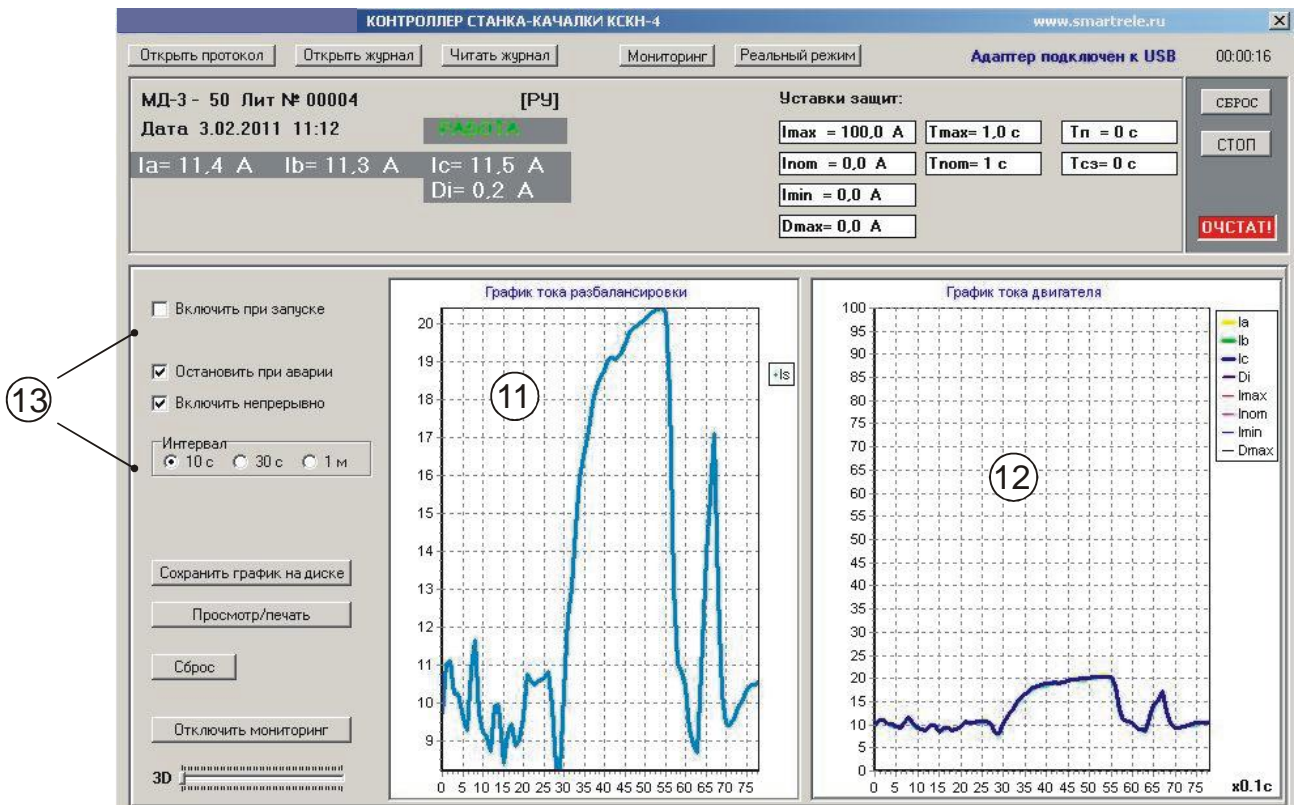 КОНТРОЛЛЕР СТАНКА-КАЧАЛКИ КСКН-4 www.smartrele.ru
Открыть протокол Открыть журнал Читать журнал Мониторинг Реальный режим Адаптер подключен к USB 00:00:16
МД-3 - 50 Лит № 00004 [РУ]
Дата 3.02.2011 11:12 РАБОТА
Ia= 11,4 А Ib= 11,3 А Ic= 11,5 А
Di= 0,2 А
Уставки защит:
Imax = 100,0 А Tmax= 1,0 с Тп = 0 с
Inom = 0,0 А Tnom= 1 с Тсз= 0 с
Imin = 0,0 А
Dmax= 0,0 А
СБРОС
СТОП
ОЧСТАТ!
13
Включить при запуске
Остановить при аварии
Включить непрерывно
Интервал
10 с 30 с 1 м
Сохранить график на диске
Просмотр/печать
Сброс
Отключить мониторинг
3D
График тока разбалансировки
20
19
18
17
16
15
14
13
12
11
10
9
0 5 10 15 20 25 30 35 40 45 50 55 60 65 70 75
Is
11
График тока двигателя
100
95
90
85
80
75
70
65
60
55
50
45
40
35
30
25
20
15
10
5
0
0 5 10 15 20 25 30 35 40 45 50 55 60 65 70 75
x0.1с
12
Ia
Ib
Ic
Di
Imax
Inom
Imin
Dmax